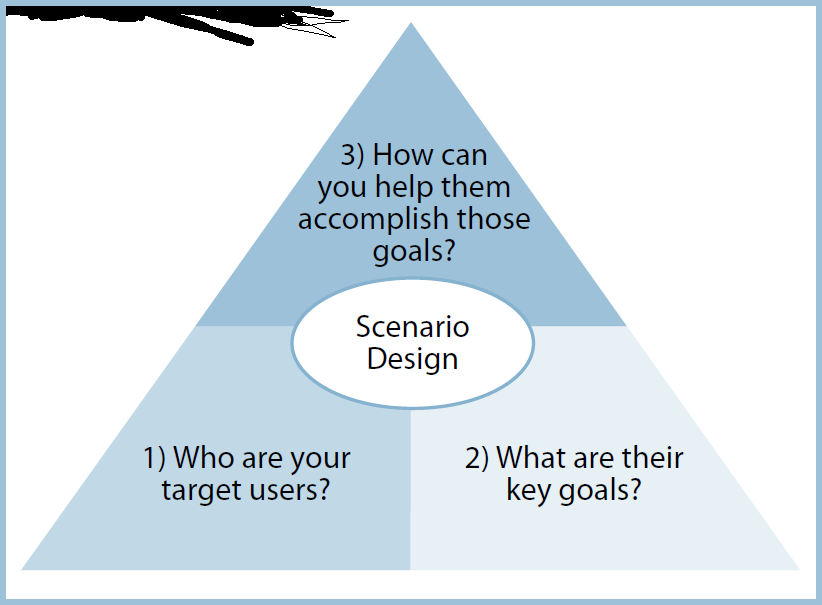 3) How can
you help them
accomplish those
goals?
Scenario
Design
1) Who are your
target users?
2) What are their
key goals?